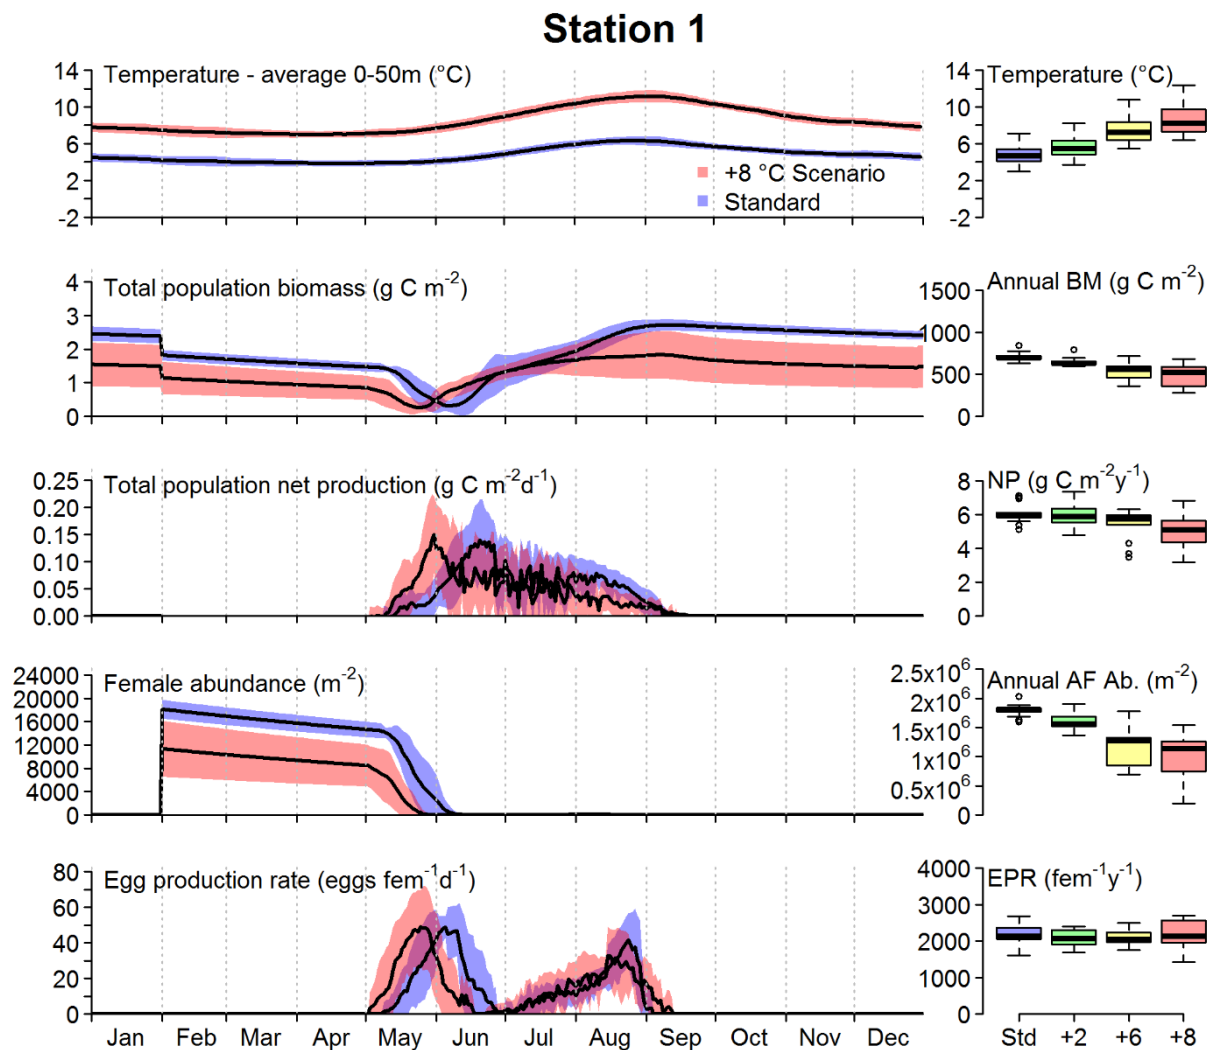 Station 1
Temperature - average 0-50m (°C)
14
10
6
2
-2
+8 °C Scenario
Standard
Temperature (°C)
14
10
6
2
-2
Total population biomass (g C m⁻²)
4
3
2
1
0
Annual BM (g C m⁻²)
1500
1000
500
0
Total population net production (g C m⁻²d⁻¹)
0.25
0.20
0.15
0.10
0.05
0.00
NP (g C m⁻²y⁻¹)
8
6
4
2
0
Female abundance (m⁻²)
24000
20000
16000
12000
8000
4000
0
Annual AF Ab. (m⁻²)
2.5x10⁶
2x10⁶
1.5x10⁶
1x10⁶
0.5x10⁶
0
Egg production rate (eggs fem⁻¹d⁻¹)
80
60
40
20
0
EPR (fem⁻¹y⁻¹)
4000
3000
2000
1000
0
Jan Feb Mar Apr May Jun Jul Aug Sep Oct Nov Dec
Std +2 +6 +8